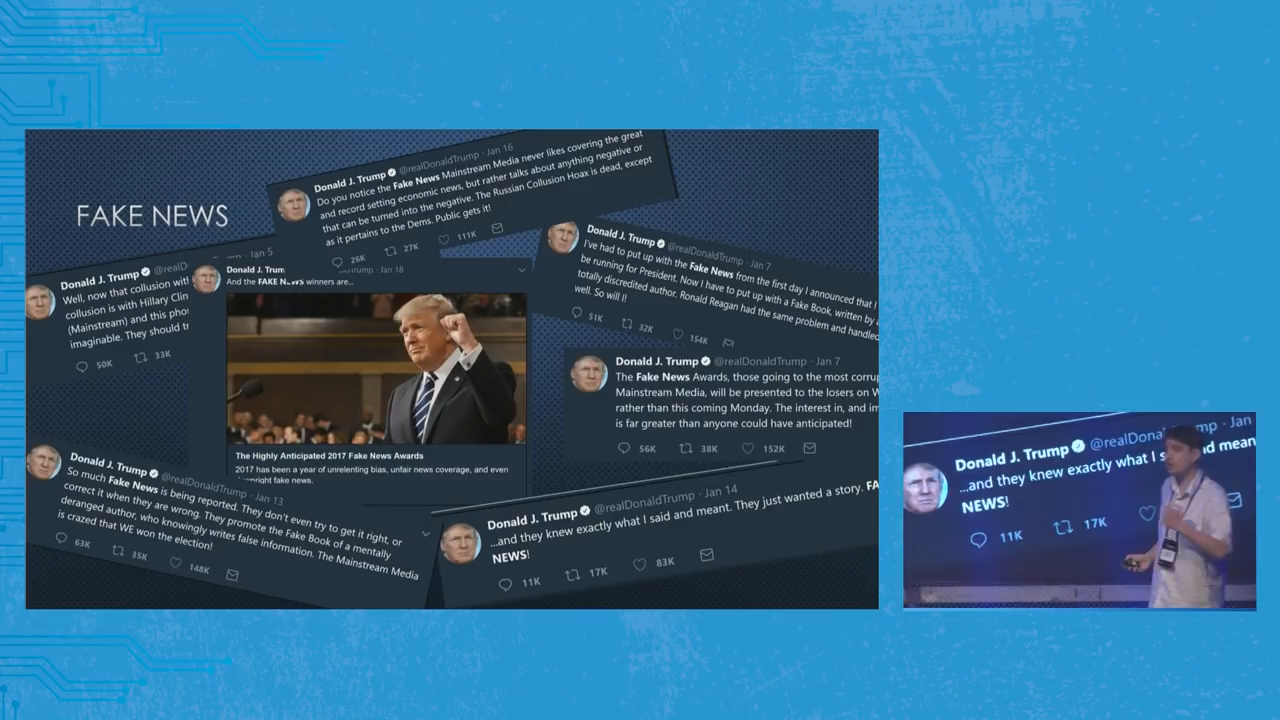 FAKE NEWS
Donald J. Trump @realDonaldTrump · Jan 16
Do you notice the Fake News Mainstream Media never likes covering the great
and record setting economic news, but rather talks about anything negative or
that can be turned into the negative. The Russian Collusion Hoax is dead, except
as it pertains to the Dems. Public gets it!
26K 27K 111K
Jan 5
Donald J. Trump @realD
Well, now that collusion with
collusion is with Hillary Clin
(Mainstream) and this pho
imaginable. They should tr
50K 33K
Donald J. Trum
trump · Jan 18
And the FAKE NEWS winners are...
The Highly Anticipated 2017 Fake News Awards
2017 has been a year of unrelenting bias, unfair news coverage, and even
fake news.
Donald J. Trump @realDonaldTrump · Jan 7
I've had to put up with the Fake News from the first day I announced that I
be running for President. Now I have to put up with a Fake Book, written by a
totally discredited author. Ronald Reagan had the same problem and handled
well. So will I!
51K 32K 154K
Donald J. Trump @realDonaldTrump · Jan 7
The Fake News Awards, those going to the most corrup
Mainstream Media, will be presented to the losers on W
rather than this coming Monday. The interest in, and im
is far greater than anyone could have anticipated!
56K 38K 152K
Donald J. Trump @realDonaldTrump · Jan 13
So much Fake News is being reported. They don't even try to get it right, or
correct it when they are wrong. They promote the Fake Book of a mentally
deranged author, who knowingly writes false information. The Mainstream Media
is crazed that WE won the election!
63K 35K 148K
Donald J. Trump @realDonaldTrump · Jan 14
...and they knew exactly what I said and meant. They just wanted a story. FA
NEWS!
11K 17K 83K
Donald J. Trump @realDona mp · Jan
...and they knew exactly what I s d mean
NEWS!
11K 17K